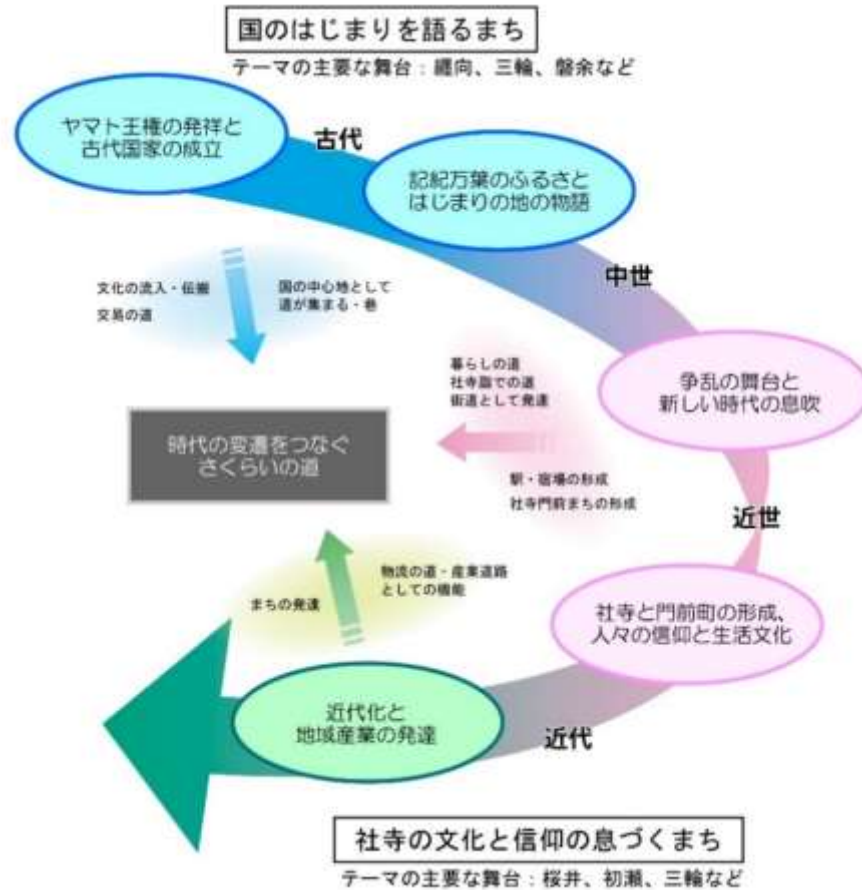 国のはじまりを語るまち
テーマの主要な舞台：纒向、三輪、磐余など
ヤマト王権の発祥と
古代国家の成立
古代
記紀万葉のふるさと
はじまりの地の物語
中世
文化の流入・伝搬
交易の道
国の中心地として
道が集まる・巷
暮らしの道
社寺詣での道
街道として発達
争乱の舞台と
新しい時代の息吹
時代の変遷をつなぐ
さくらいの道
駅・宿場の形成
社寺門前まちの形成
近世
物流の道・産業道路
としての機能
まちの発達
社寺と門前町の形成、
人々の信仰と生活文化
近代化と
地域産業の発達
近代
社寺の文化と信仰の息づくまち
テーマの主要な舞台：桜井、初瀬、三輪など